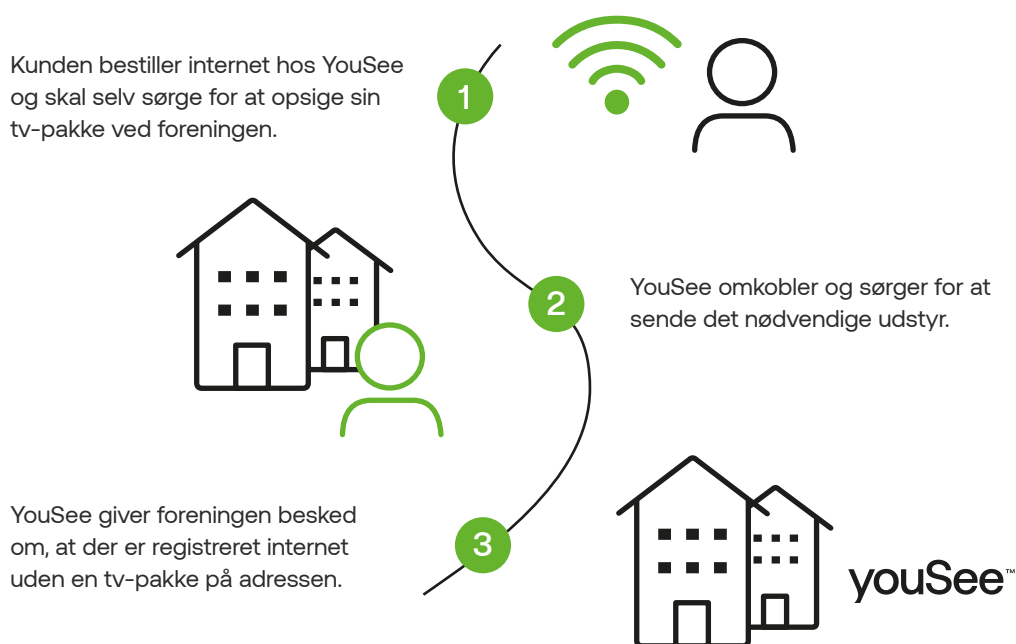 Kunden bestiller internet hos YouSee
og skal selv sørge for at opsige sin
tv-pakke ved foreningen.
1
2
YouSee omkobler og sørger for at
sende det nødvendige udstyr.
YouSee giver foreningen besked
om, at der er registreret internet
uden en tv-pakke på adressen.
3
youSee™